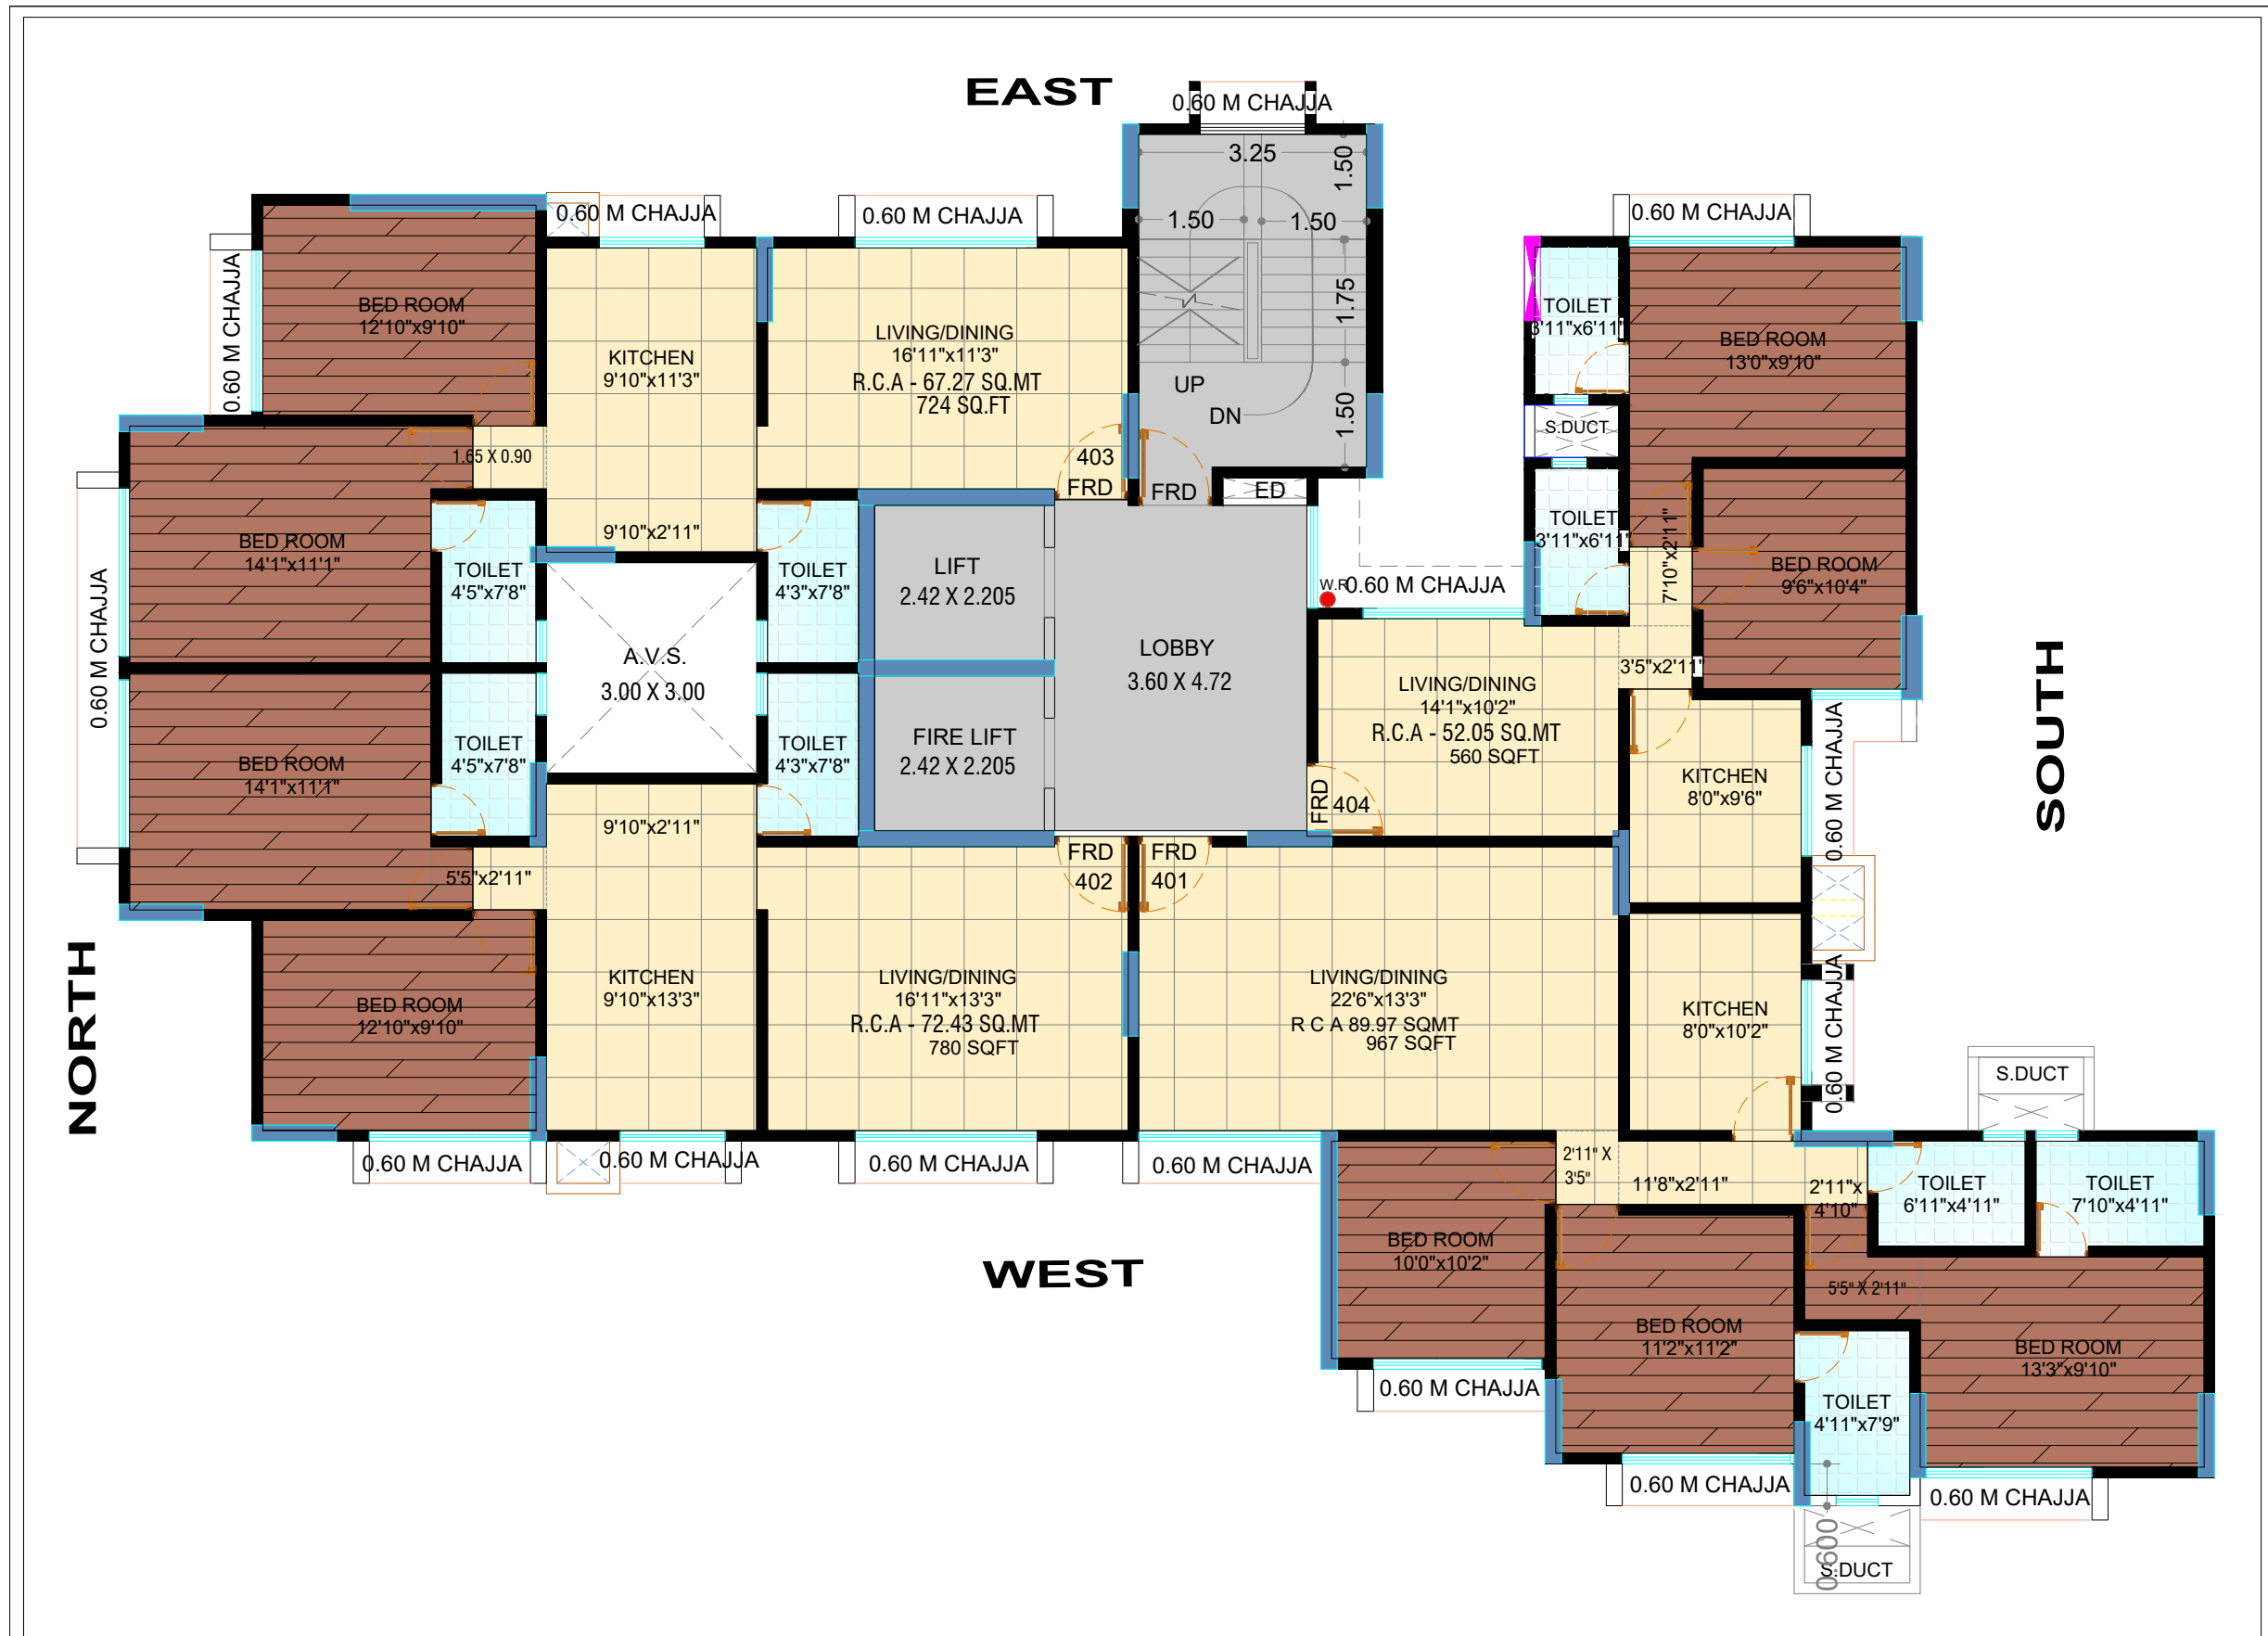 EAST
0.60 M CHAJJA
3.25
1.50
1.50
1.50
1.75
1.50
UP
DN
0.60 M CHAJJA
0.60 M CHAJJA
0.60 M CHAJJA
0.60 M CHAJJA
BED ROOM
12'10"x9'10"
KITCHEN
9'10"x11'3"
LIVING/DINING
16'11"x11'3"
R.C.A - 67.27 SQ.MT
724 SQ.FT
403
FRD
FRD
ED
TOILET
3'11"x6'11"
BED ROOM
13'0"x9'10"
S.DUCT
1.65 X 0.90
9'10"x2'11"
BED ROOM
14'1"x11'1"
TOILET
4'5"x7'8"
TOILET
4'3"x7'8"
LIFT
2.42 X 2.205
W.R
0.60 M CHAJJA
TOILET
3'11"x6'11"
7'10"x2'11"
BED ROOM
9'6"x10'4"
0.60 M CHAJJA
A.V.S.
3.00 X 3.00
LOBBY
3.60 X 4.72
3'5"x2'11"
SOUTH
LIVING/DINING
14'1"x10'2"
R.C.A - 52.05 SQ.MT
560 SQFT
FRD
404
BED ROOM
14'1"x11'1"
TOILET
4'5"x7'8"
TOILET
4'3"x7'8"
FIRE LIFT
2.42 X 2.205
KITCHEN
8'0"x9'6"
0.60 M CHAJJA
9'10"x2'11"
5'5"x2'11"
FRD
402
FRD
401
NORTH
BED ROOM
12'10"x9'10"
KITCHEN
9'10"x13'3"
LIVING/DINING
16'11"x13'3"
R.C.A - 72.43 SQ.MT
780 SQFT
LIVING/DINING
22'6"x13'3"
R C A 89.97 SQMT
967 SQFT
KITCHEN
8'0"x10'2"
0.60 M CHAJJA
S.DUCT
0.60 M CHAJJA
0.60 M CHAJJA
0.60 M CHAJJA
0.60 M CHAJJA
2'11" X
3'5"
11'8"x2'11"
2'11"x
4'10"
TOILET
6'11"x4'11"
TOILET
7'10"x4'11"
WEST
BED ROOM
10'0"x10'2"
5'5" X 2'11"
BED ROOM
11'2"x11'2"
BED ROOM
13'3"x9'10"
0.60 M CHAJJA
TOILET
4'11"x7'9"
0.60 M CHAJJA
0.60 M CHAJJA
0.600
S.DUCT